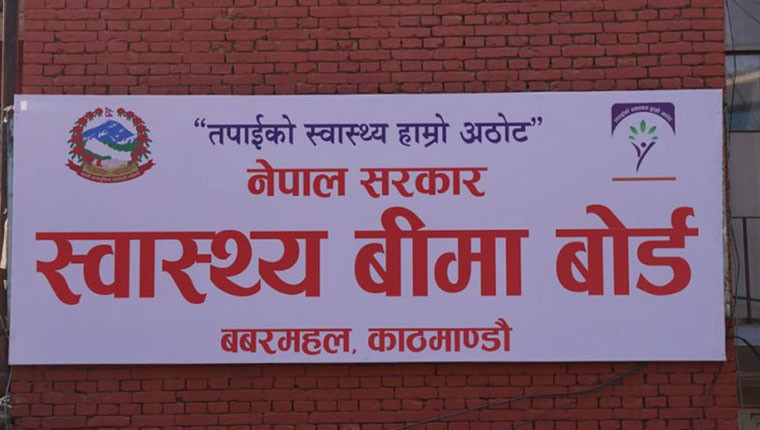 “तपाईको स्वास्थ्य हाम्रो अठोट”
नेपाल सरकार
स्वास्थ्य बीमा बोर्ड
बबरमहल, काठमाण्डौ